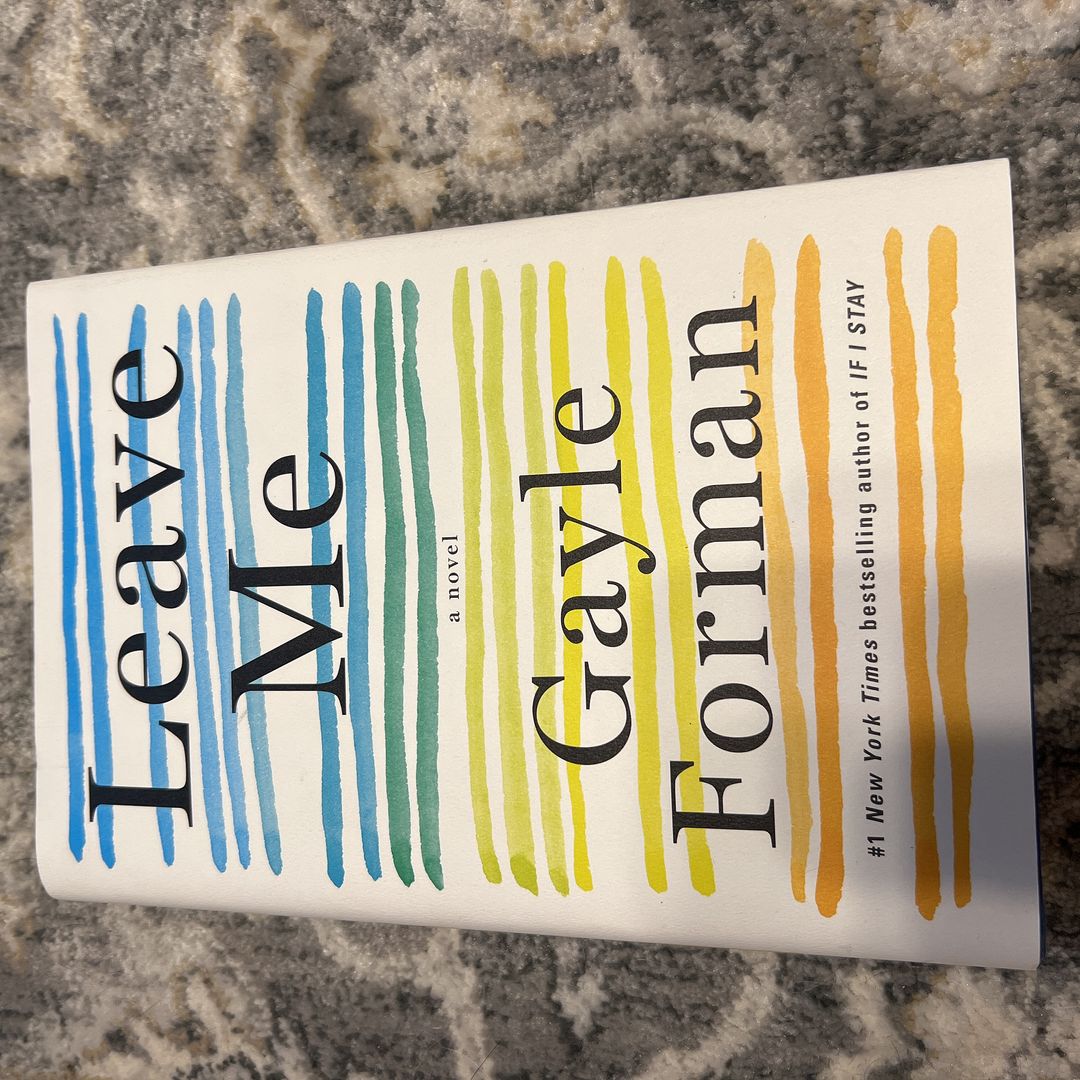 Leave
Me
a novel
Gayle
Forman
#1 New York Times bestselling author of IF I STAY